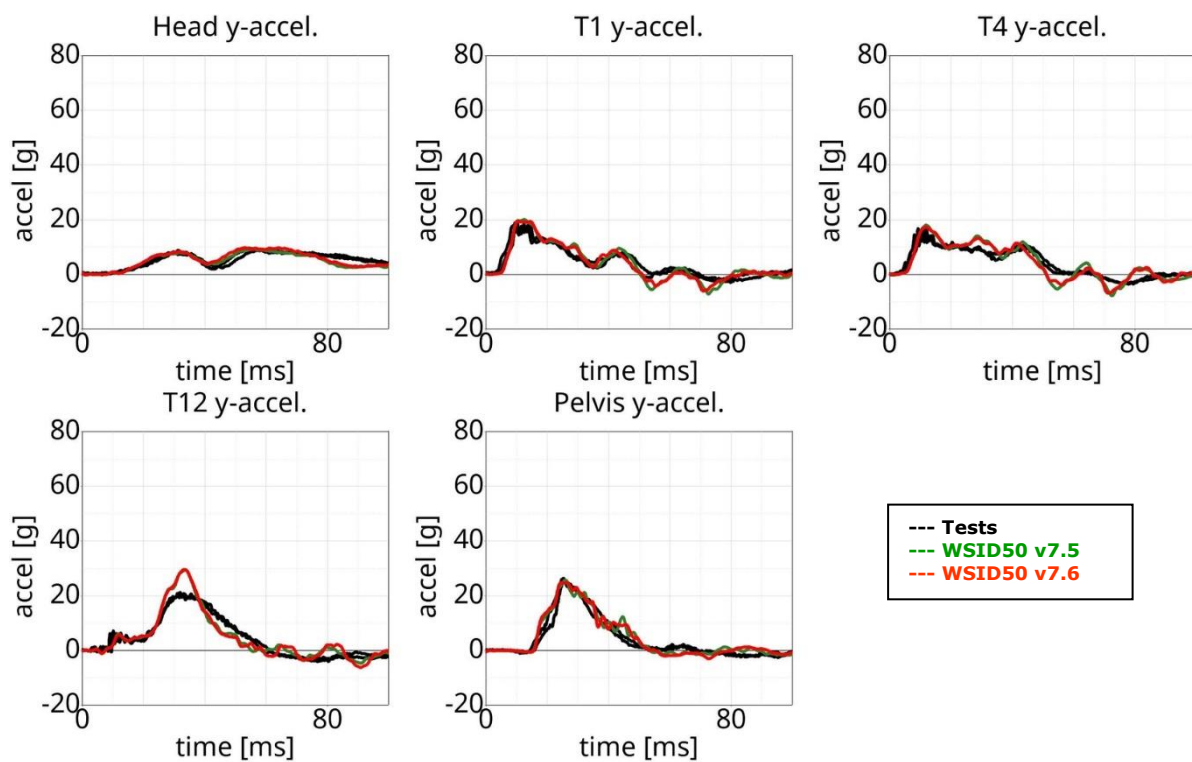 Head y-accel.
80
60
40
20
0
-20
accel [g]
0
80
time [ms]
T1 y-accel.
80
60
40
20
0
-20
accel [g]
0
80
time [ms]
T4 y-accel.
80
60
40
20
0
-20
accel [g]
0
80
time [ms]
T12 y-accel.
80
60
40
20
0
-20
accel [g]
0
80
time [ms]
Pelvis y-accel.
80
60
40
20
0
-20
accel [g]
0
80
time [ms]
--- Tests
--- WSID50 v7.5
--- WSID50 v7.6